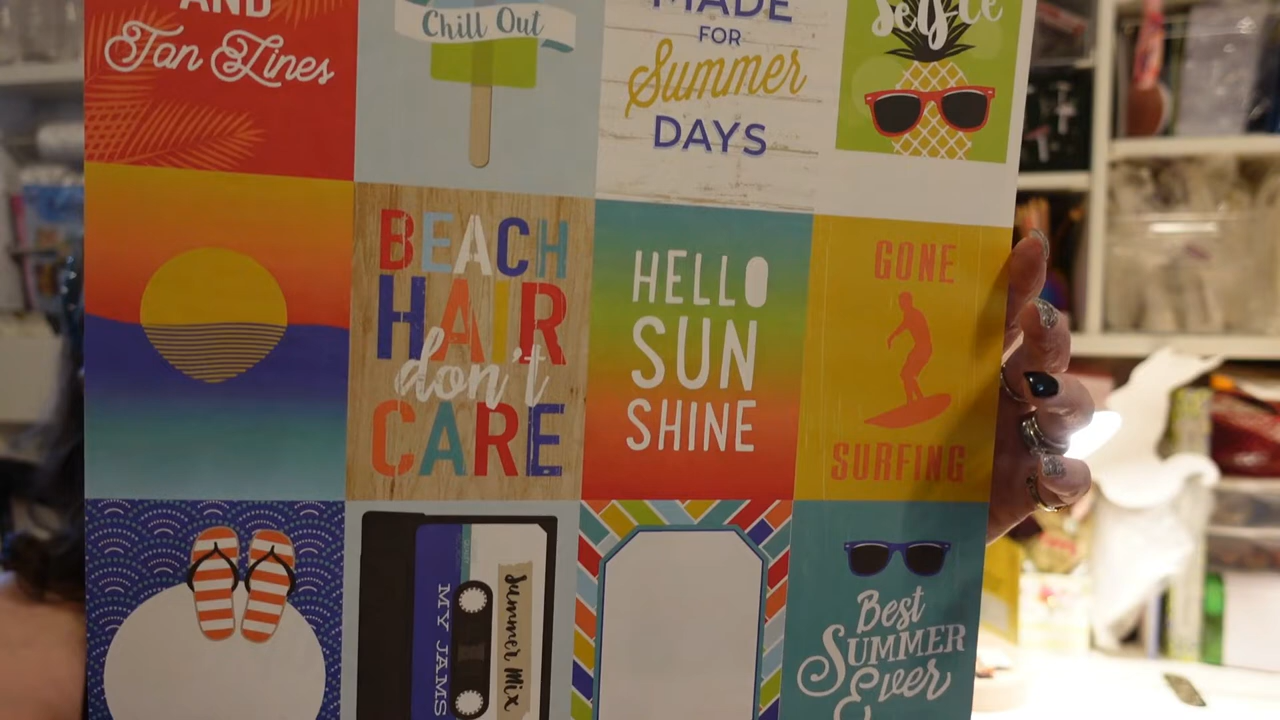 AND
Tan Lines
Chill Out
MADE
FOR
Summer
DAYS
Selfie
BEACH
HAIR
don't
CARE
HELLO
SUN
SHINE
GONE
SURFING
MY JAMS
Summer Mix
Best
SUMMER
Ever